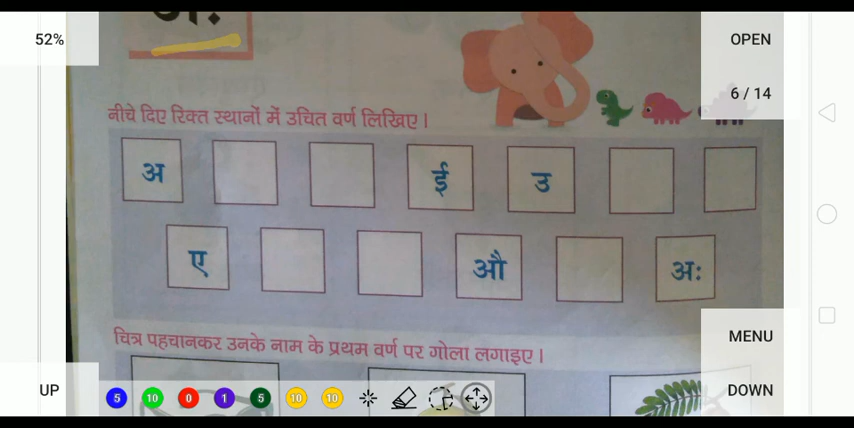 52%
OPEN
6 / 14
नीचे दिए रिक्त स्थानों में उचित वर्ण लिखिए ।
अ ई उ
ए औ अः
चित्र पहचानकर उनके नाम के प्रथम वर्ण पर गोला लगाइए ।
MENU
UP
5 10 0 1 5 10 10
DOWN